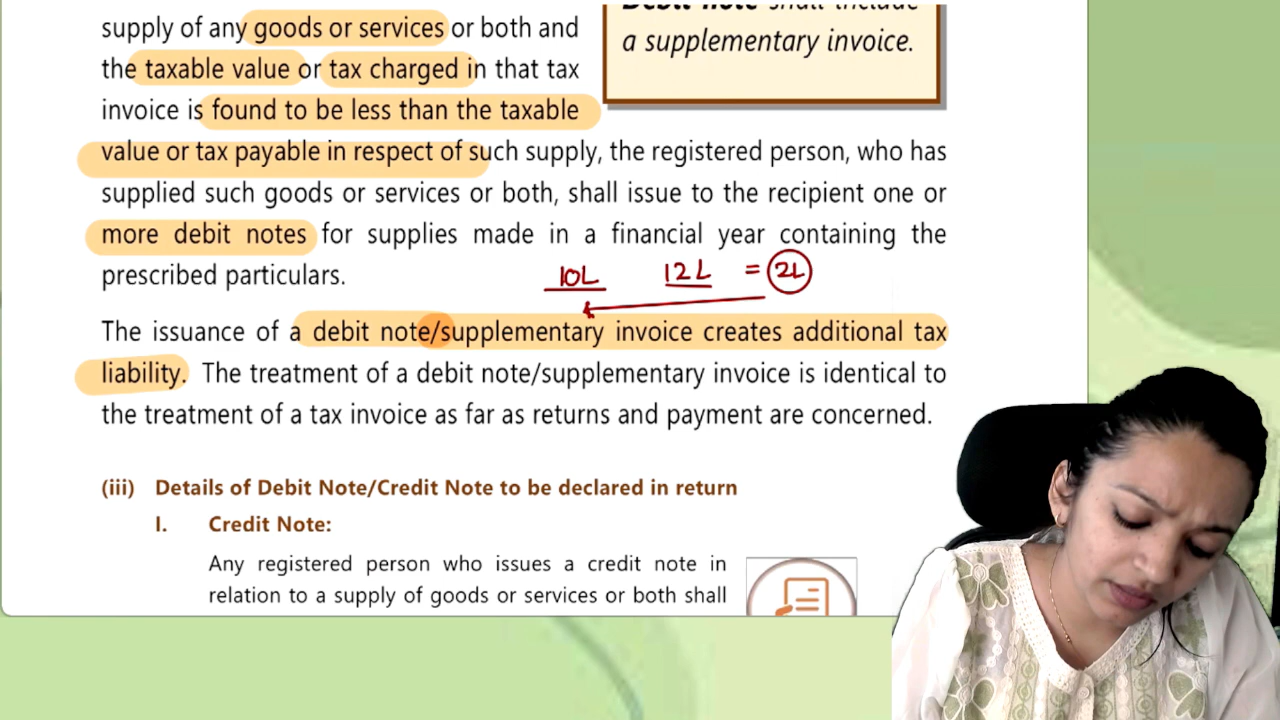 supply of any goods or services or both and
the taxable value or tax charged in that tax
invoice is found to be less than the taxable
value or tax payable in respect of such supply, the registered person, who has
supplied such goods or services or both, shall issue to the recipient one or
more debit notes for supplies made in a financial year containing the
prescribed particulars.
Debit note shall include
a supplementary invoice.
10L 12L = 2L
The issuance of a debit note/supplementary invoice creates additional tax
liability. The treatment of a debit note/supplementary invoice is identical to
the treatment of a tax invoice as far as returns and payment are concerned.
(iii) Details of Debit Note/Credit Note to be declared in return
I. Credit Note:
Any registered person who issues a credit note in
relation to a supply of goods or services or both shall